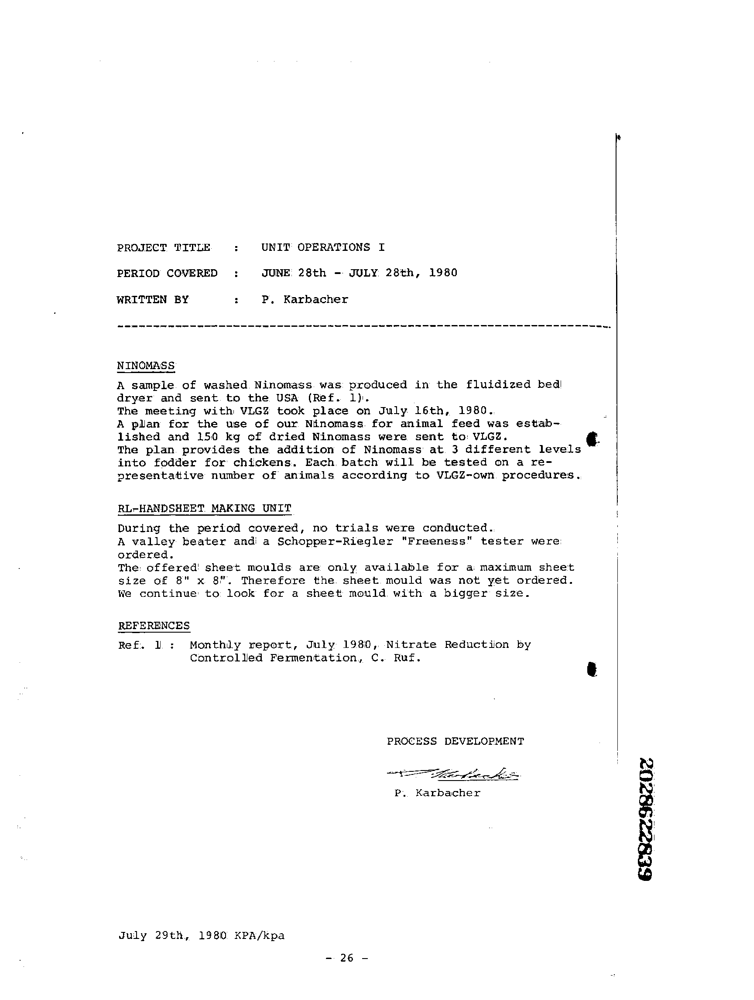 PROJECT TITLE : UNIT OPERATIONS I
PERIOD COVERED : JUNE 28th - JULY 28th, 1980
WRITTEN BY : P. Karbacher
NINOMASS
A sample of washed Ninomass was produced in the fluidized bed
dryer and sent to the USA (Ref. 1).
The meeting with VLGZ took place on July 16th, 1980.
A plan for the use of our Ninomass for animal feed was estab-
lished and 150 kg of dried Ninomass were sent to VLGZ.
The plan provides the addition of Ninomass at 3 different levels
into fodder for chickens. Each batch will be tested on a re-
presentative number of animals according to VLGZ-own procedures.
RL-HANDSHEET MAKING UNIT
During the period covered, no trials were conducted.
A valley beater and a Schopper-Riegler "Freeness" tester were
ordered.
The offered sheet moulds are only available for a maximum sheet
size of 8" x 8". Therefore the sheet mould was not yet ordered.
We continue to look for a sheet mould with a bigger size.
REFERENCES
Ref. 1 : Monthly report, July 1980, Nitrate Reduction by
Controlled Fermentation, C. Ruf.
PROCESS DEVELOPMENT
Karbacher
P. Karbacher
2028622839
July 29th, 1980 KPA/kpa
- 26 -